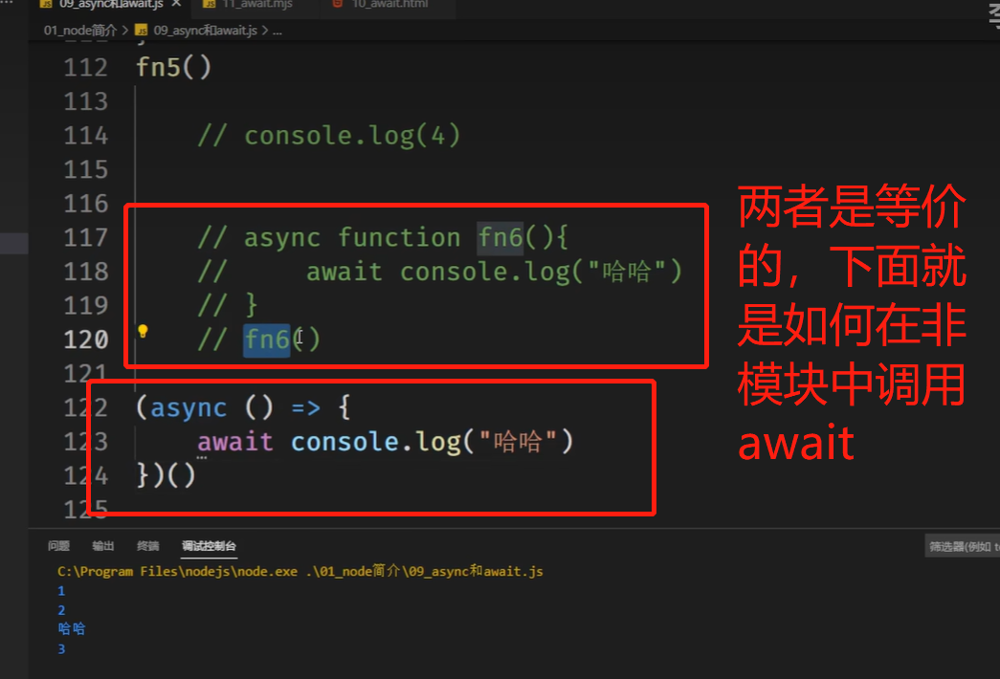 09_async和await.js
11_await.mjs
10_await.html
01_node简介 > JS 09_async和await.js > ...
112 fn5()
113
114 // console.log(4)
115
116
117 // async function fn6(){
118 //     await console.log("哈哈")
119 // }
120 // fn6()
121
122 (async () => {
123     await console.log("哈哈")
124 })()
125
两者是等价
的，下面就
是如何在非
模块中调用
await
问题 输出 终端 调试控制台
筛选器(例如
C:\Program Files\nodejs\node.exe .\01_node简介\09_async和await.js
1
2
哈哈
3